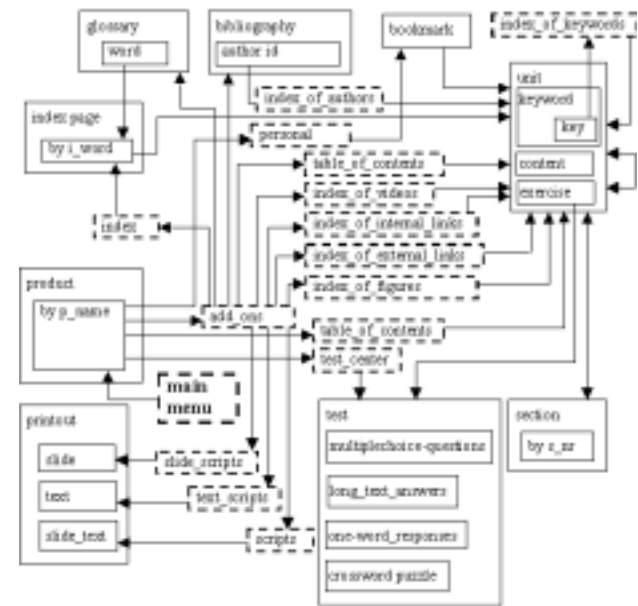 glossary
word
bibliography
author id
bookmark
index_of_keywords
unit
keyword
key
content
exercise
index_of_authors
index page
by i_word
personal
table_of_contents
index_of_videos
index
index_of_internal_links
index_of_external_links
index_of_figures
product
by p_name
add_ons
table_of_contents
test_center
main
menu
printout
slide
text
slide_text
slide_scripts
text_scripts
scripts
test
multiplechoice-questions
long_text_answers
one-word_responses
crossword puzzle
section
by s_nr